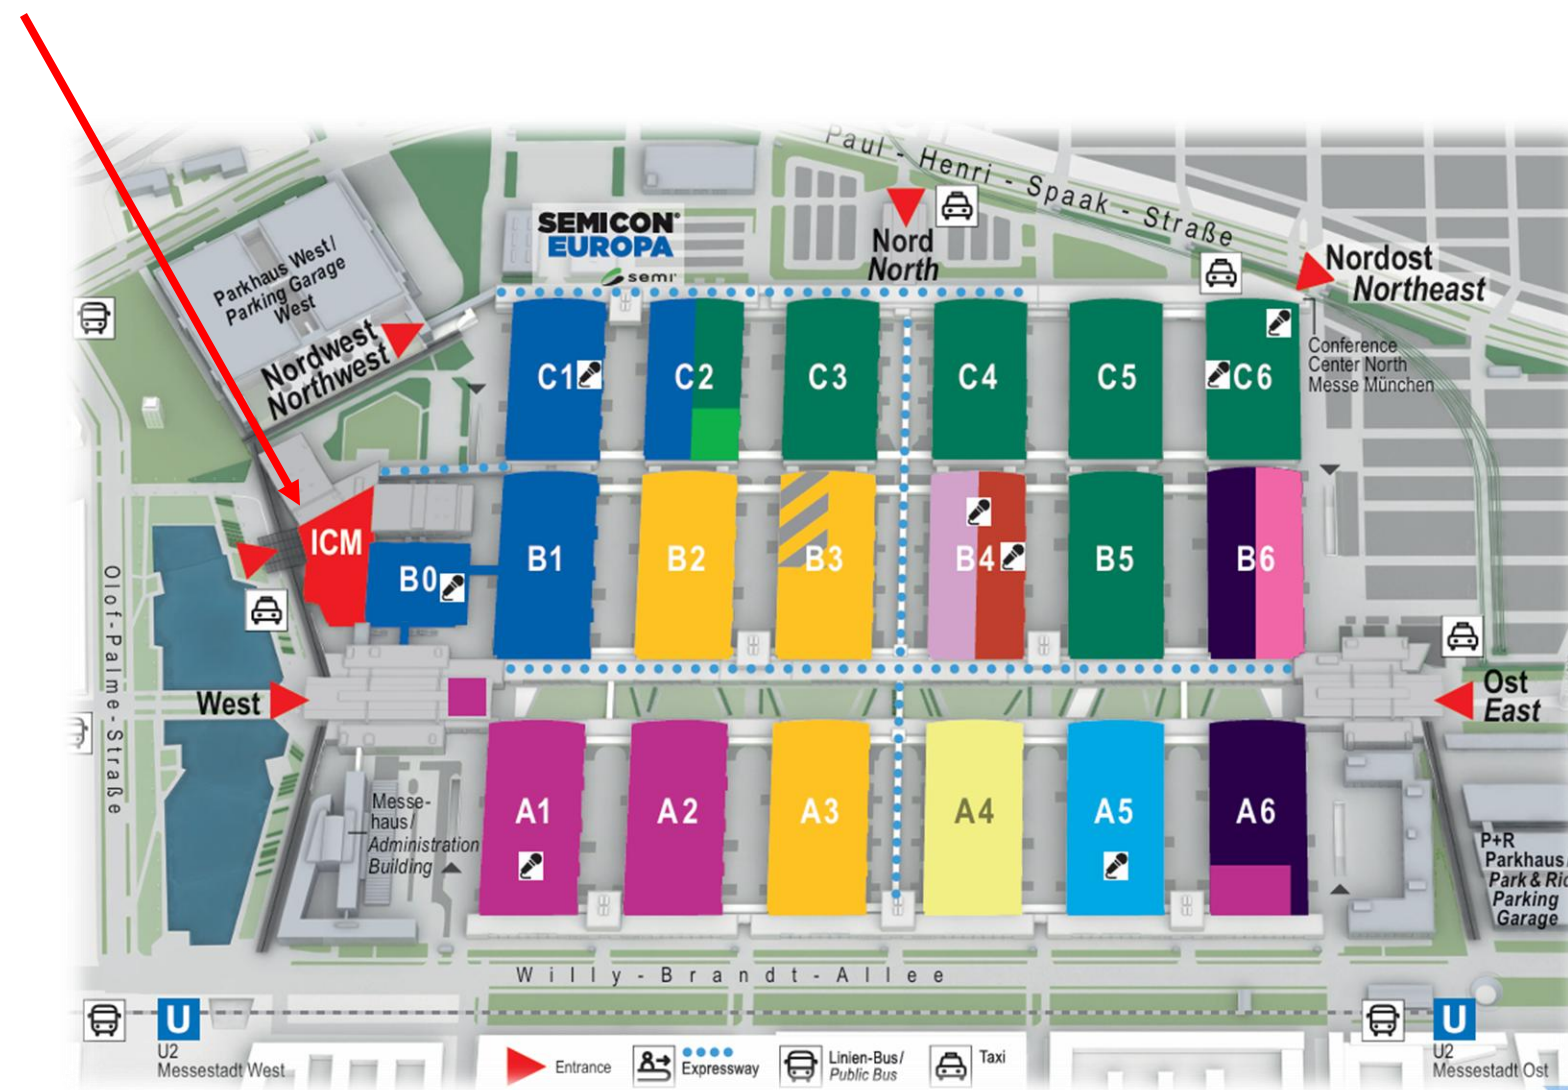 Paul - Henri - Spaak - Straße
SEMICON®
EUROPA
semi
Nord
North
Nordost
Northeast
Parkhaus West/
Parking Garage
West
Nordwest
Northwest
Conference
Center North
Messe München
C1
C2
C3
C4
C5
C6
ICM
B0
B1
B2
B3
B4
B5
B6
Olof-Palme-Straße
West
Ost
East
A1
A2
A3
A4
A5
A6
Messe-
haus/
Administration
Building
P+R
Parkhaus/
Park & Ric
Parking
Garage
Willy-Brandt-Allee
U
U2
Messestadt West
Entrance
Expressway
Linien-Bus/
Public Bus
Taxi
U
U2
Messestadt Ost